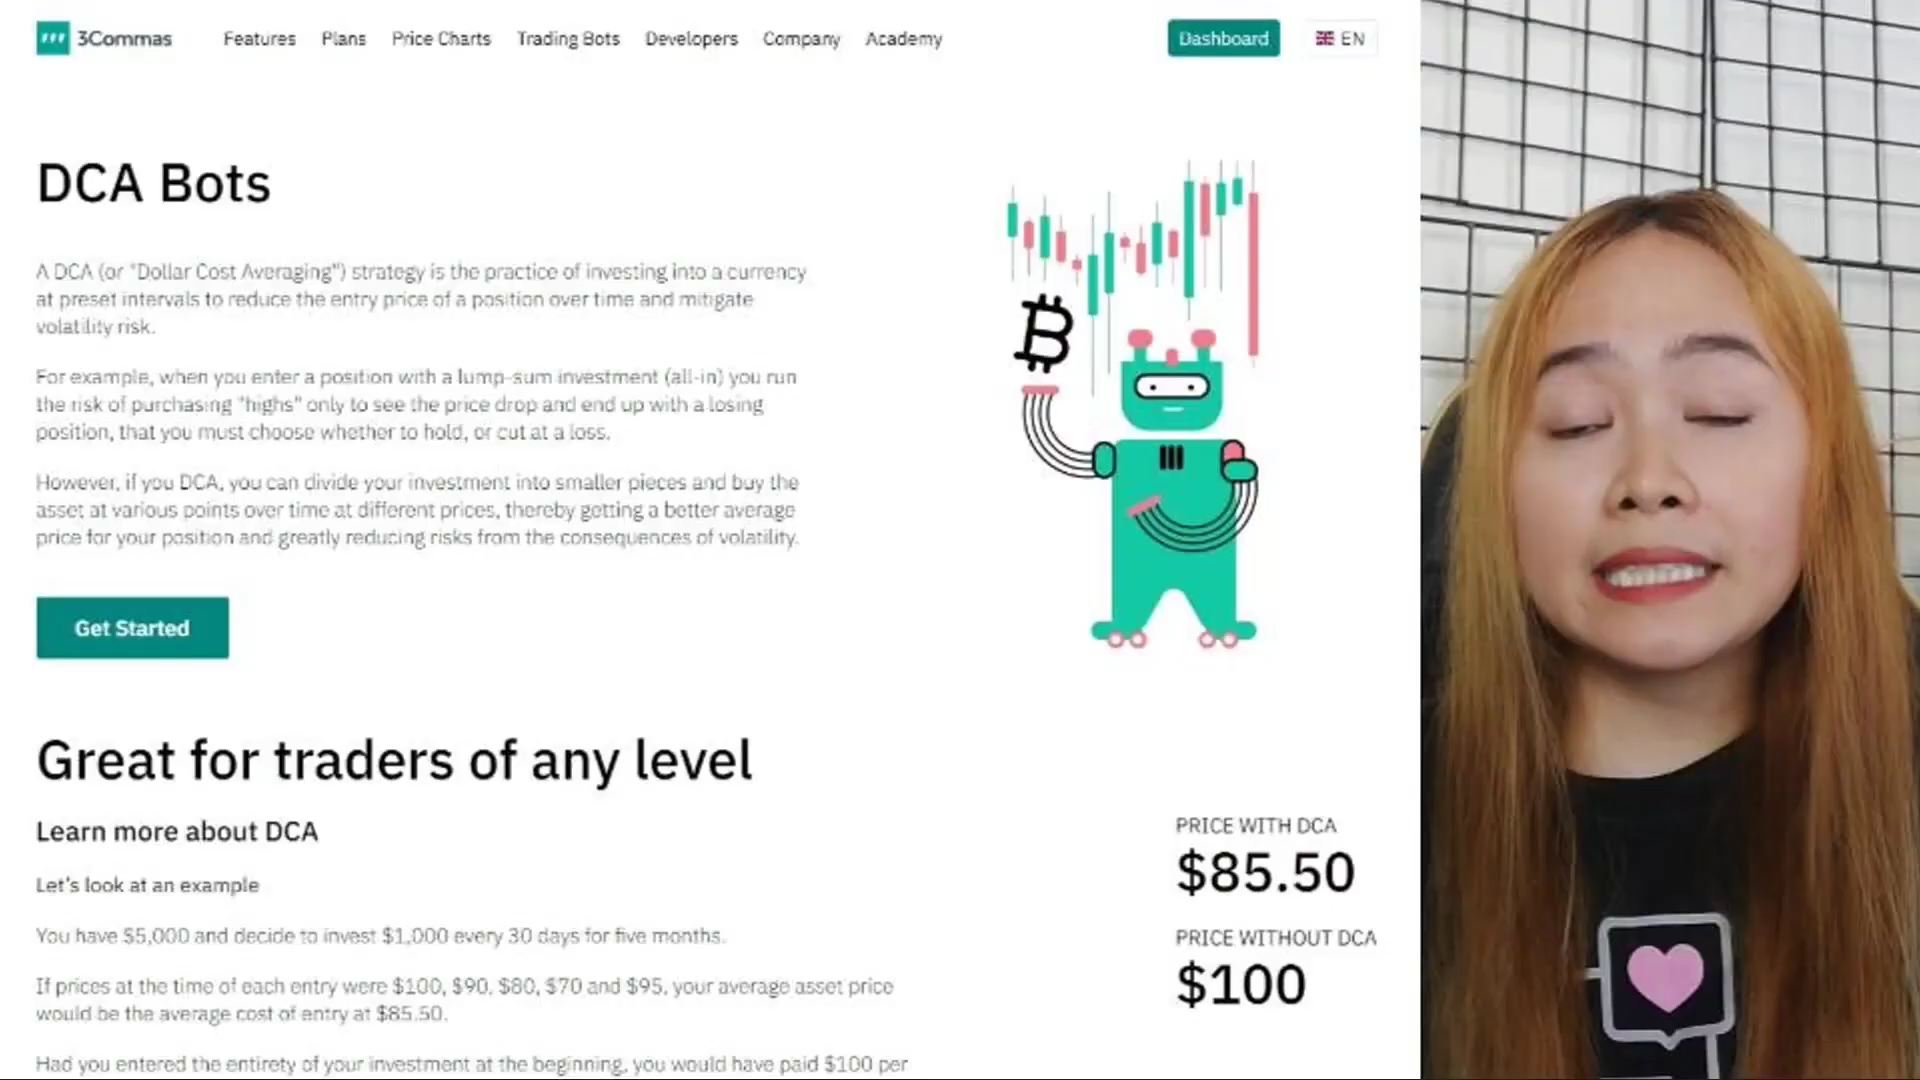 3Commas Features Plans Price Charts Trading Bots Developers Company Academy Dashboard EN
DCA Bots
A DCA (or "Dollar Cost Averaging") strategy is the practice of investing into a currency
at preset intervals to reduce the entry price of a position over time and mitigate
volatility risk.
For example, when you enter a position with a lump-sum investment (all-in) you run
the risk of purchasing "highs" only to see the price drop and end up with a losing
position, that you must choose whether to hold, or cut at a loss.
However, if you DCA, you can divide your investment into smaller pieces and buy the
asset at various points over time at different prices, thereby getting a better average
price for your position and greatly reducing risks from the consequences of volatility.
Get Started
Great for traders of any level
Learn more about DCA
Let's look at an example
You have $5,000 and decide to invest $1,000 every 30 days for five months.
If prices at the time of each entry were $100, $90, $80, $70 and $95, your average asset price
would be the average cost of entry at $85.50.
Had you entered the entirety of your investment at the beginning, you would have paid $100 per
PRICE WITH DCA
$85.50
PRICE WITHOUT DCA
$100